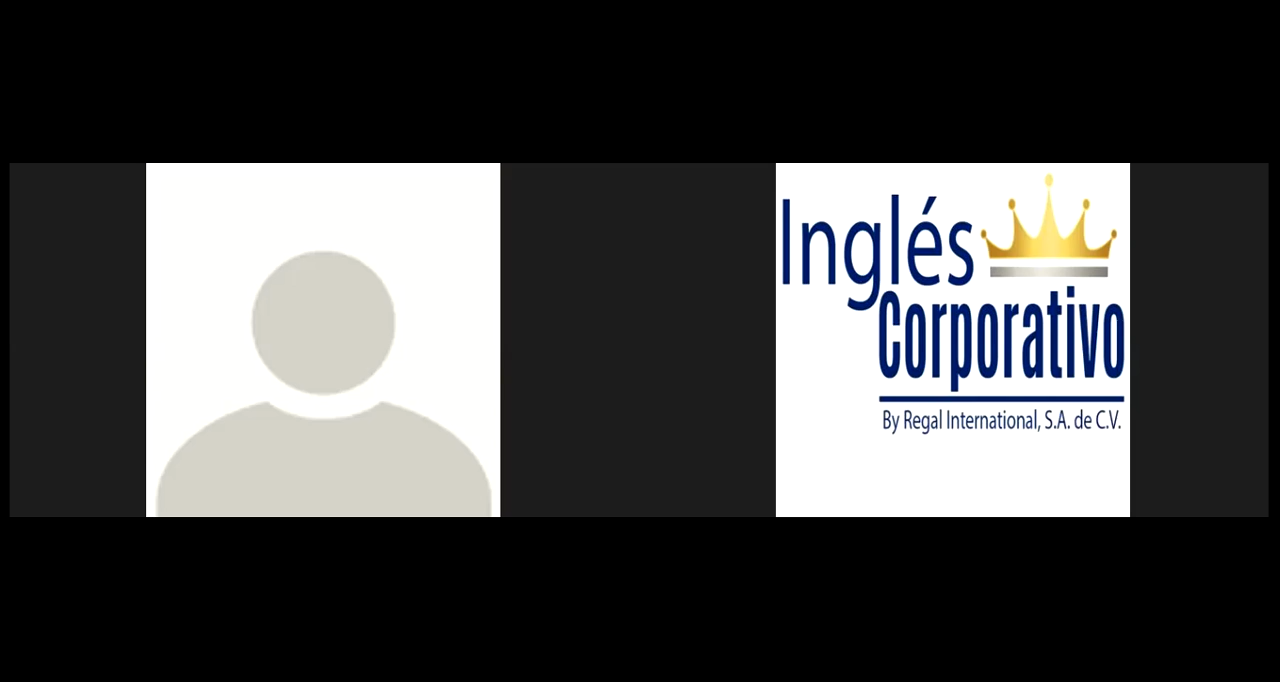 Inglés
Corporativo
By Regal International, S.A. de C.V.